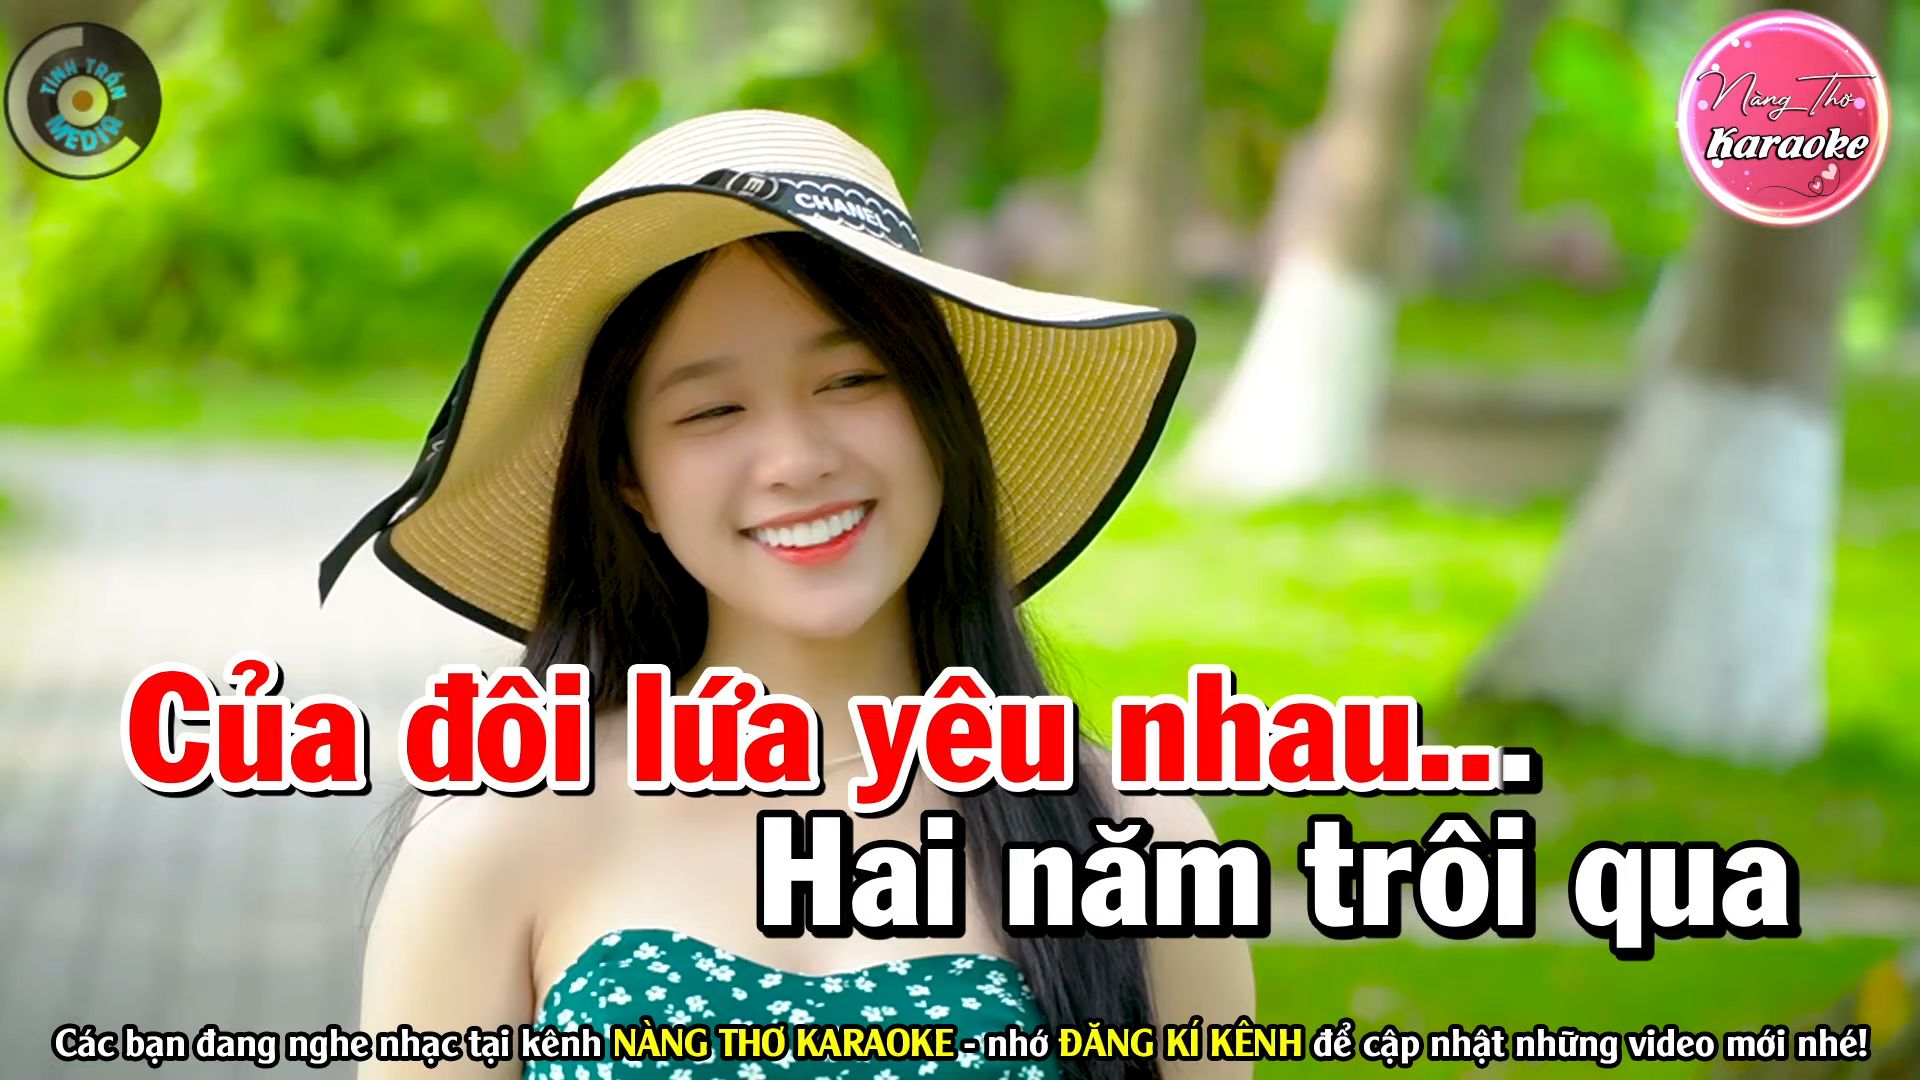 TÌNH TRẦN
MEDIA
Nàng Thơ
Karaoke
CHANEL
Của đôi lứa yêu nhau...
Hai năm trôi qua
Các bạn đang nghe nhạc tại kênh NÀNG THƠ KARAOKE - nhớ ĐĂNG KÍ KÊNH để cập nhật những video mới nhé!